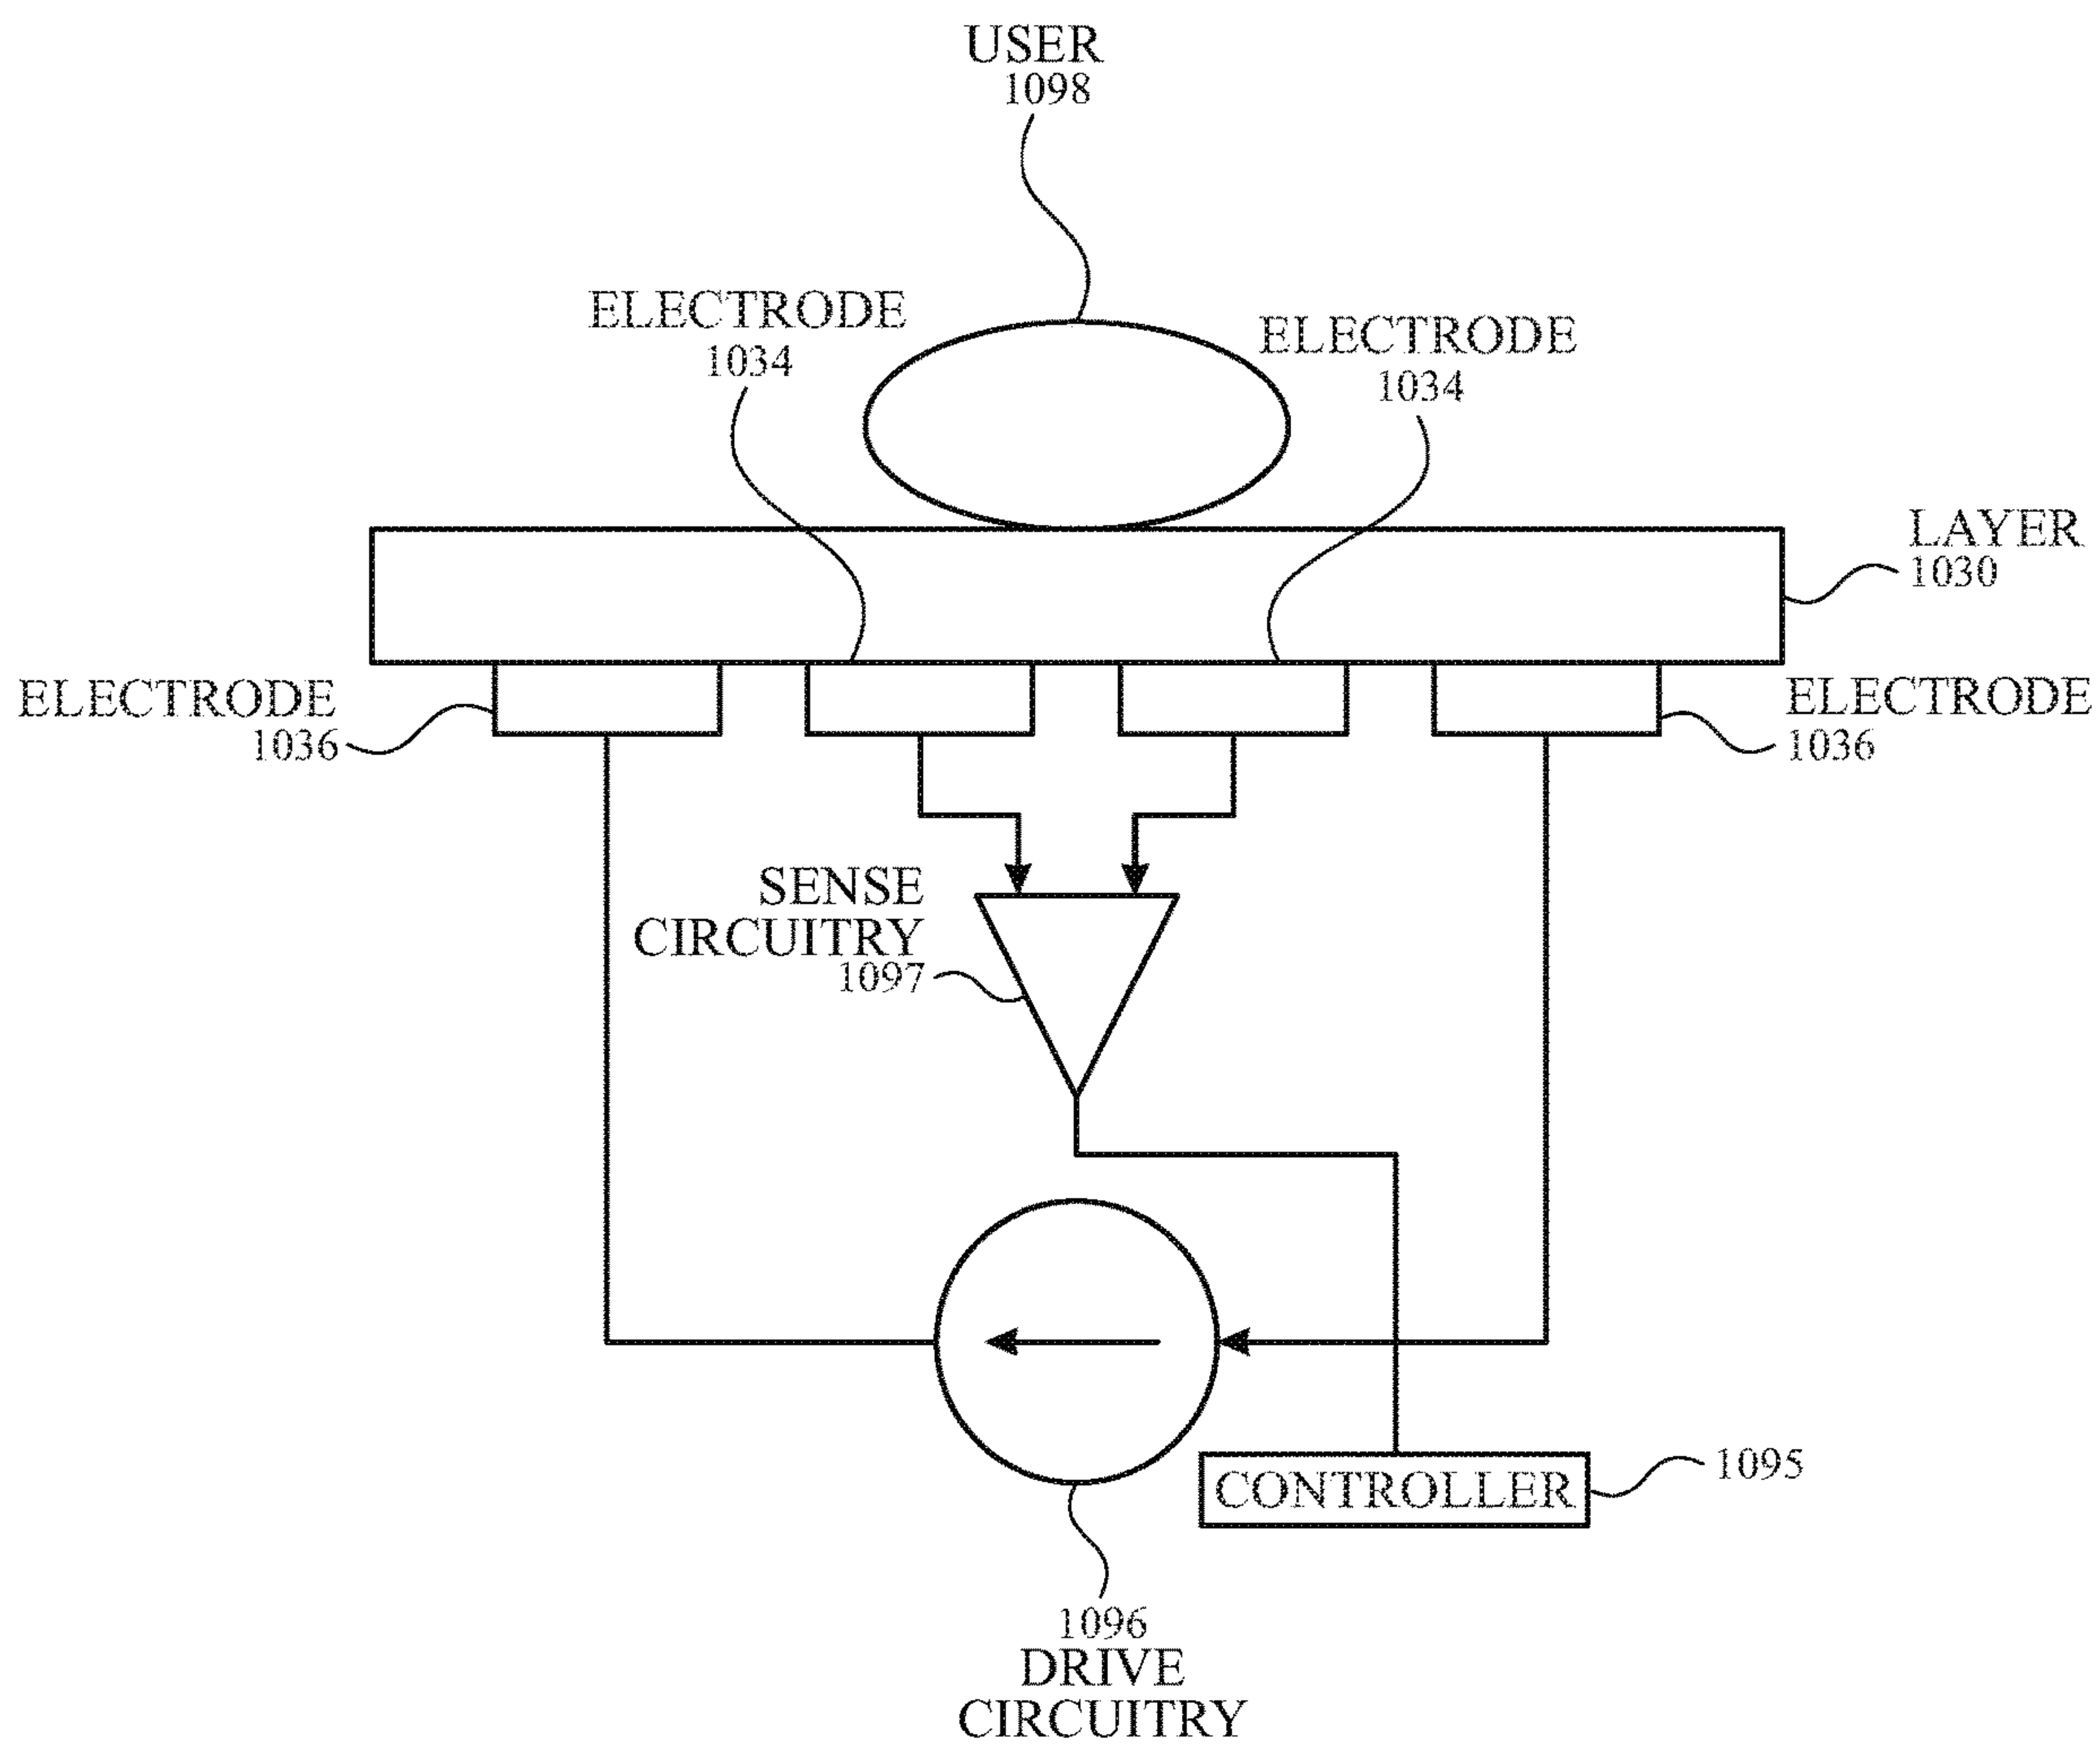 USER
1098
ELECTRODE
1034
ELECTRODE
1034
LAYER
1030
ELECTRODE
1036
ELECTRODE
1036
SENSE
CIRCUITRY
1097
CONTROLLER
1095
1096
DRIVE
CIRCUITRY